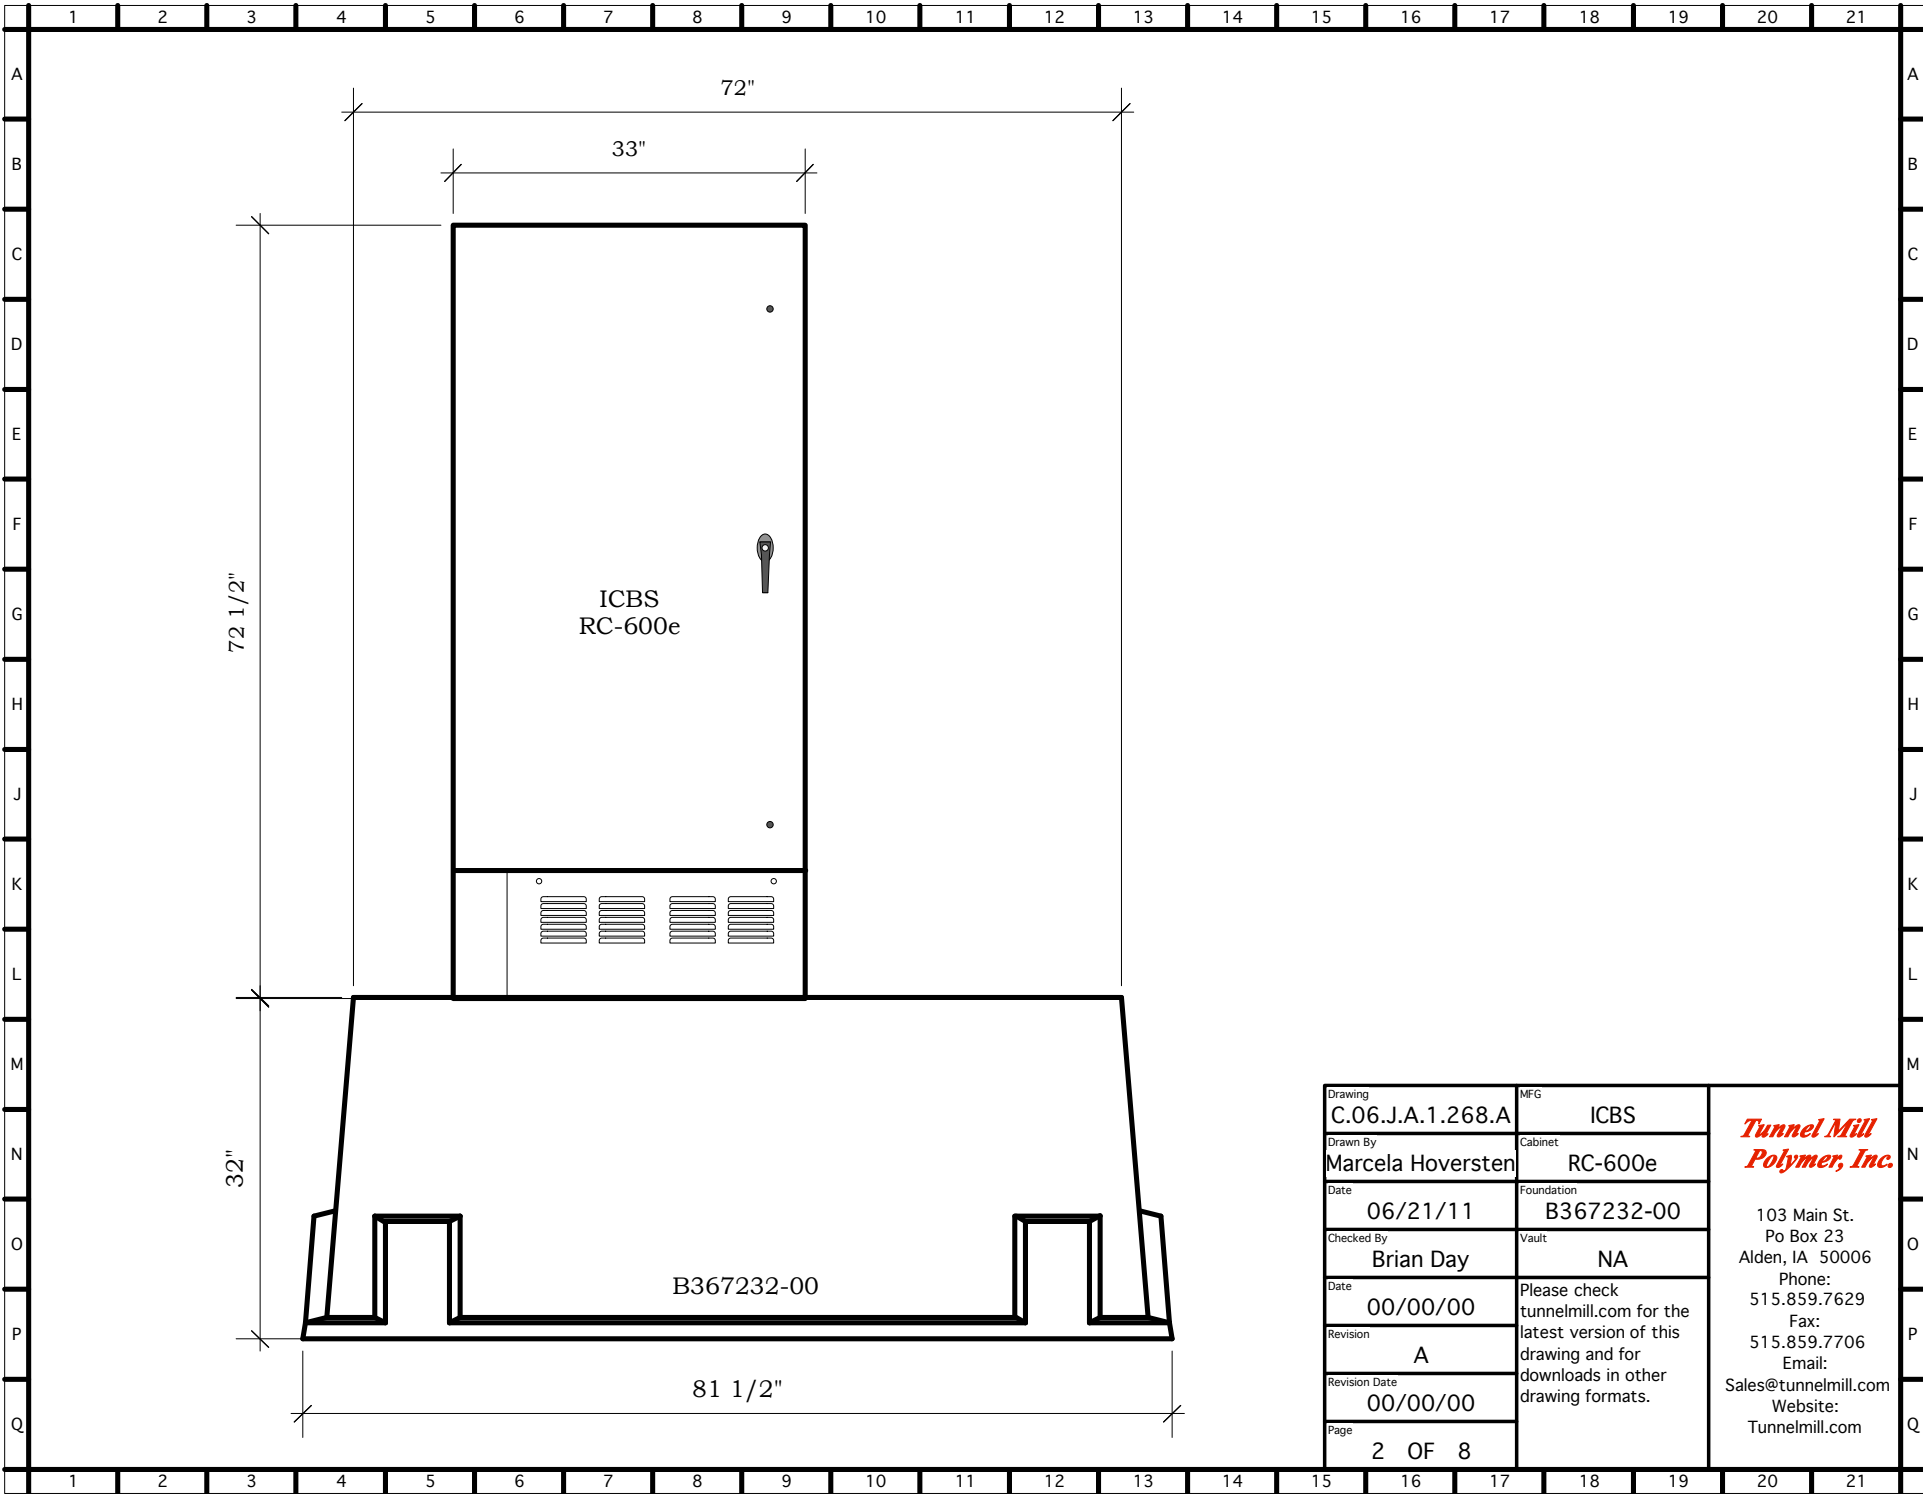 1 2 3 4 5 6 7 8 9 10 11 12 13 14 15 16 17 18 19 20 21
A A
72"
33"
B B
C C
D D
E E
F F
72 1/2"
ICBS
RC-600e
G G
H H
J J
K K
L L
M M
32"
N N
O O
B367232-00
P P
81 1/2"
Q Q
Drawing
C.06.J.A.1.268.A
MFG
ICBS
Drawn By
Marcela Hoversten
Cabinet
RC-600e
Date
06/21/11
Foundation
B367232-00
Checked By
Brian Day
Vault
NA
Date
00/00/00
Revision
A
Revision Date
00/00/00
Page
2 OF 8
Please check
tunnelmill.com for the
latest version of this
drawing and for
downloads in other
drawing formats.
Tunnel Mill
Polymer, Inc.
103 Main St.
Po Box 23
Alden, IA 50006
Phone:
515.859.7629
Fax:
515.859.7706
Email:
Sales@tunnelmill.com
Website:
Tunnelmill.com
1 2 3 4 5 6 7 8 9 10 11 12 13 14 15 16 17 18 19 20 21